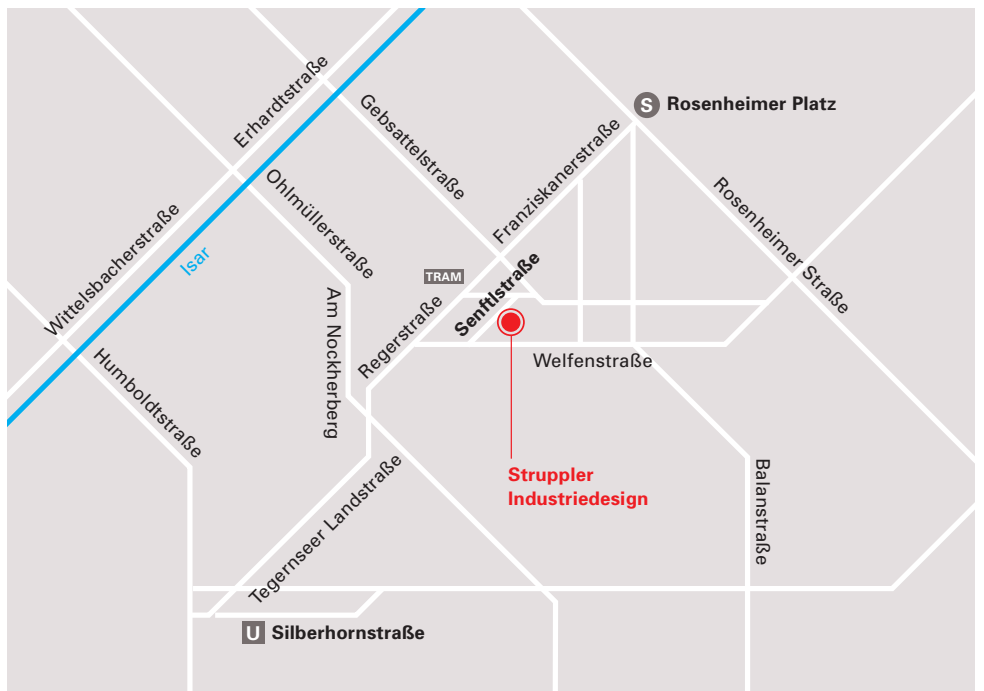 Erhardtstraße
Gebsattelstraße
S Rosenheimer Platz
Franziskanerstraße
Ohlmüllerstraße
Rosenheimer Straße
Wittelsbacherstraße
Isar
TRAM
Senftlstraße
Am Nockherberg
Regerstraße
Welfenstraße
Humboldtstraße
Struppler
Industriedesign
Tegernseer Landstraße
Balanstraße
U Silberhornstraße